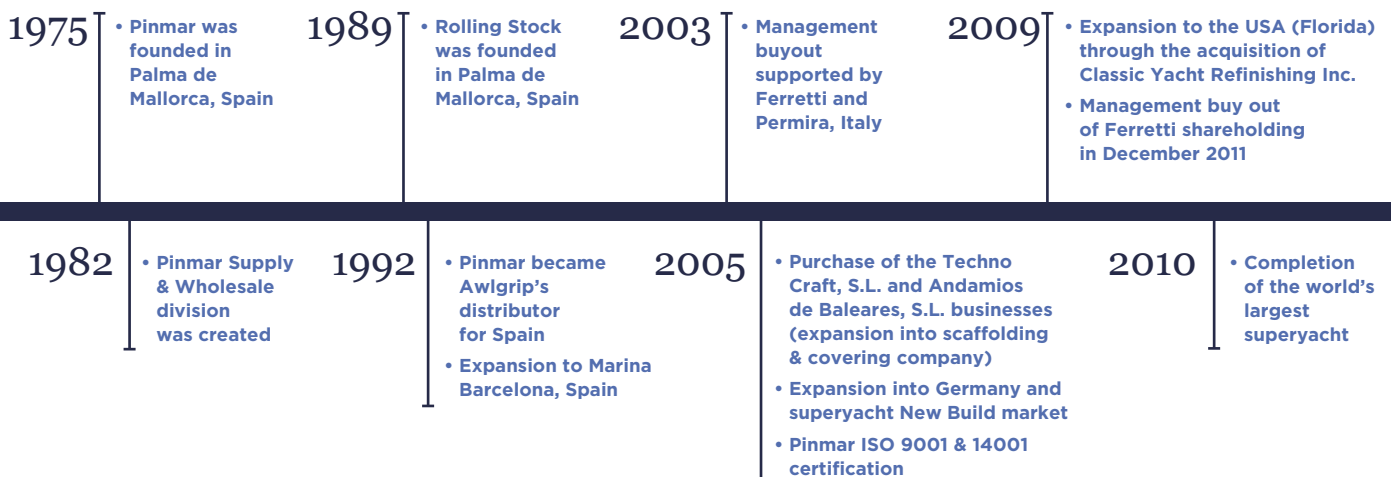 1975
• Pinmar was
founded in
Palma de
Mallorca, Spain
1989
• Rolling Stock
was founded
in Palma de
Mallorca, Spain
2003
• Management
buyout
supported by
Ferretti and
Permira, Italy
2009
• Expansion to the USA (Florida)
through the acquisition of
Classic Yacht Refinishing Inc.
• Management buy out
of Ferretti shareholding
in December 2011
1982
• Pinmar Supply
& Wholesale
division
was created
1992
• Pinmar became
Awlgrip's
distributor
for Spain
• Expansion to Marina
Barcelona, Spain
2005
• Purchase of the Techno
Craft, S.L. and Andamios
de Baleares, S.L. businesses
(expansion into scaffolding
& covering company)
• Expansion into Germany and
superyacht New Build market
• Pinmar ISO 9001 & 14001
certification
2010
• Completion
of the world's
largest
superyacht